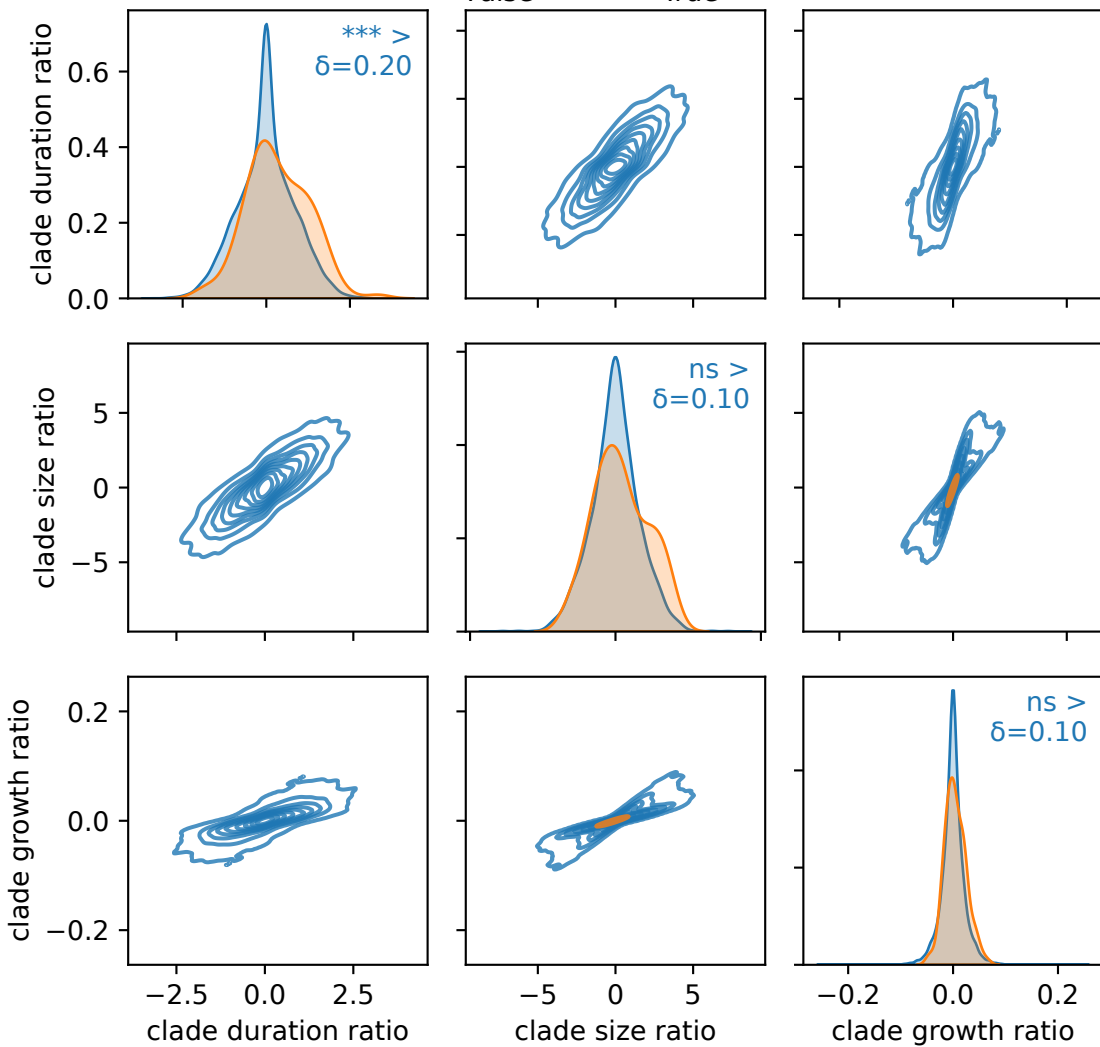 clade duration ratio
0.6
0.4
0.2
0.0
*** >
δ=0.20
clade size ratio
5
0
−5
ns >
δ=0.10
clade growth ratio
0.2
0.0
−0.2
ns >
δ=0.10
−2.5 0.0 2.5
clade duration ratio
−5 0 5
clade size ratio
−0.2 0.0 0.2
clade growth ratio